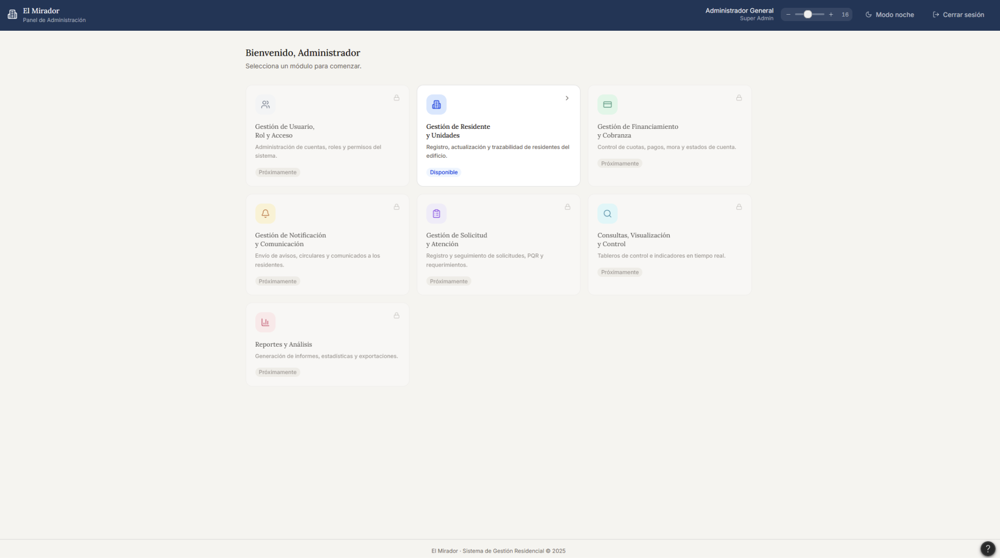 El Mirador
Panel de Administración
Administrador General
Super Admin
− + 16
Modo noche
Cerrar sesión
Bienvenido, Administrador
Selecciona un módulo para comenzar.
Gestión de Usuario,
Rol y Acceso
Administración de cuentas, roles y permisos del
sistema.
Próximamente
Gestión de Residente
y Unidades
Registro, actualización y trazabilidad de residentes del
edificio.
Disponible
Gestión de Financiamiento
y Cobranza
Control de cuotas, pagos, mora y estados de cuenta.
Próximamente
Gestión de Notificación
y Comunicación
Envío de avisos, circulares y comunicados a los
residentes.
Próximamente
Gestión de Solicitud
y Atención
Registro y seguimiento de solicitudes, PQR y
requerimientos.
Próximamente
Consultas, Visualización
y Control
Tableros de control e indicadores en tiempo real.
Próximamente
Reportes y Análisis
Generación de informes, estadísticas y exportaciones.
Próximamente
El Mirador · Sistema de Gestión Residencial © 2025
?